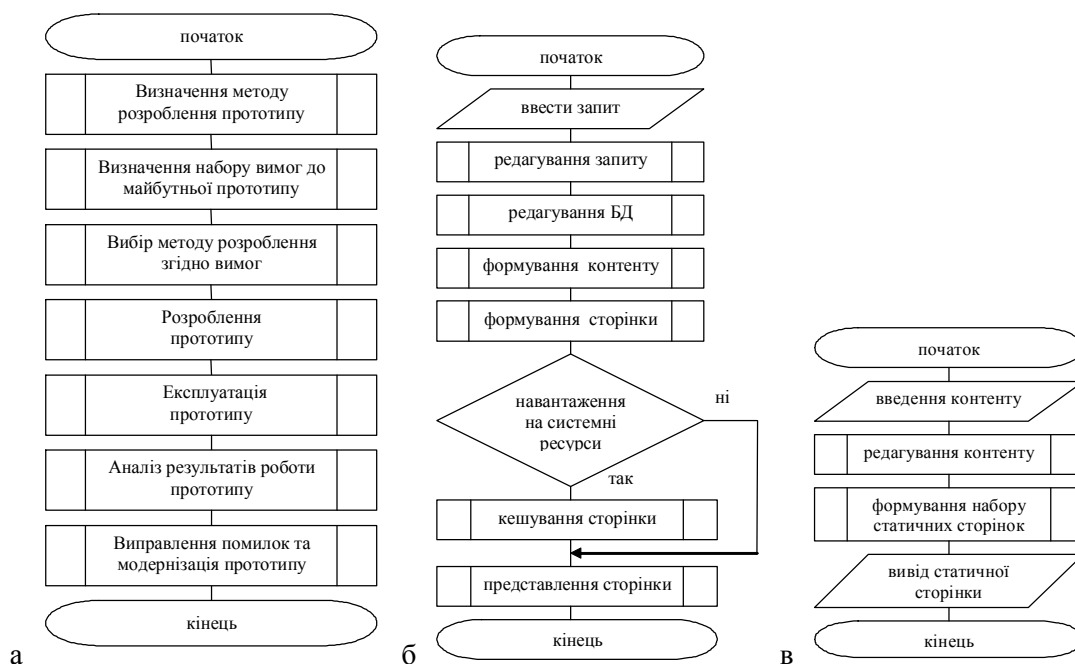 початок
Визначення методу
розроблення прототипу
Визначення набору вимог до
майбутньої прототипу
Вибір методу розроблення
згідно вимог
Розроблення
прототипу
Експлуатація
прототипу
Аналіз результатів роботи
прототипу
Виправлення помилок та
модернізація прототипу
кінець
а
початок
ввести запит
редагування запиту
редагування БД
формування контенту
формування сторінки
навантаження
на системні
ресурси
ні
так
кешування сторінки
представлення сторінки
кінець
б
початок
введення контенту
редагування контенту
формування набору
статичних сторінок
вивід статичної
сторінки
кінець
в